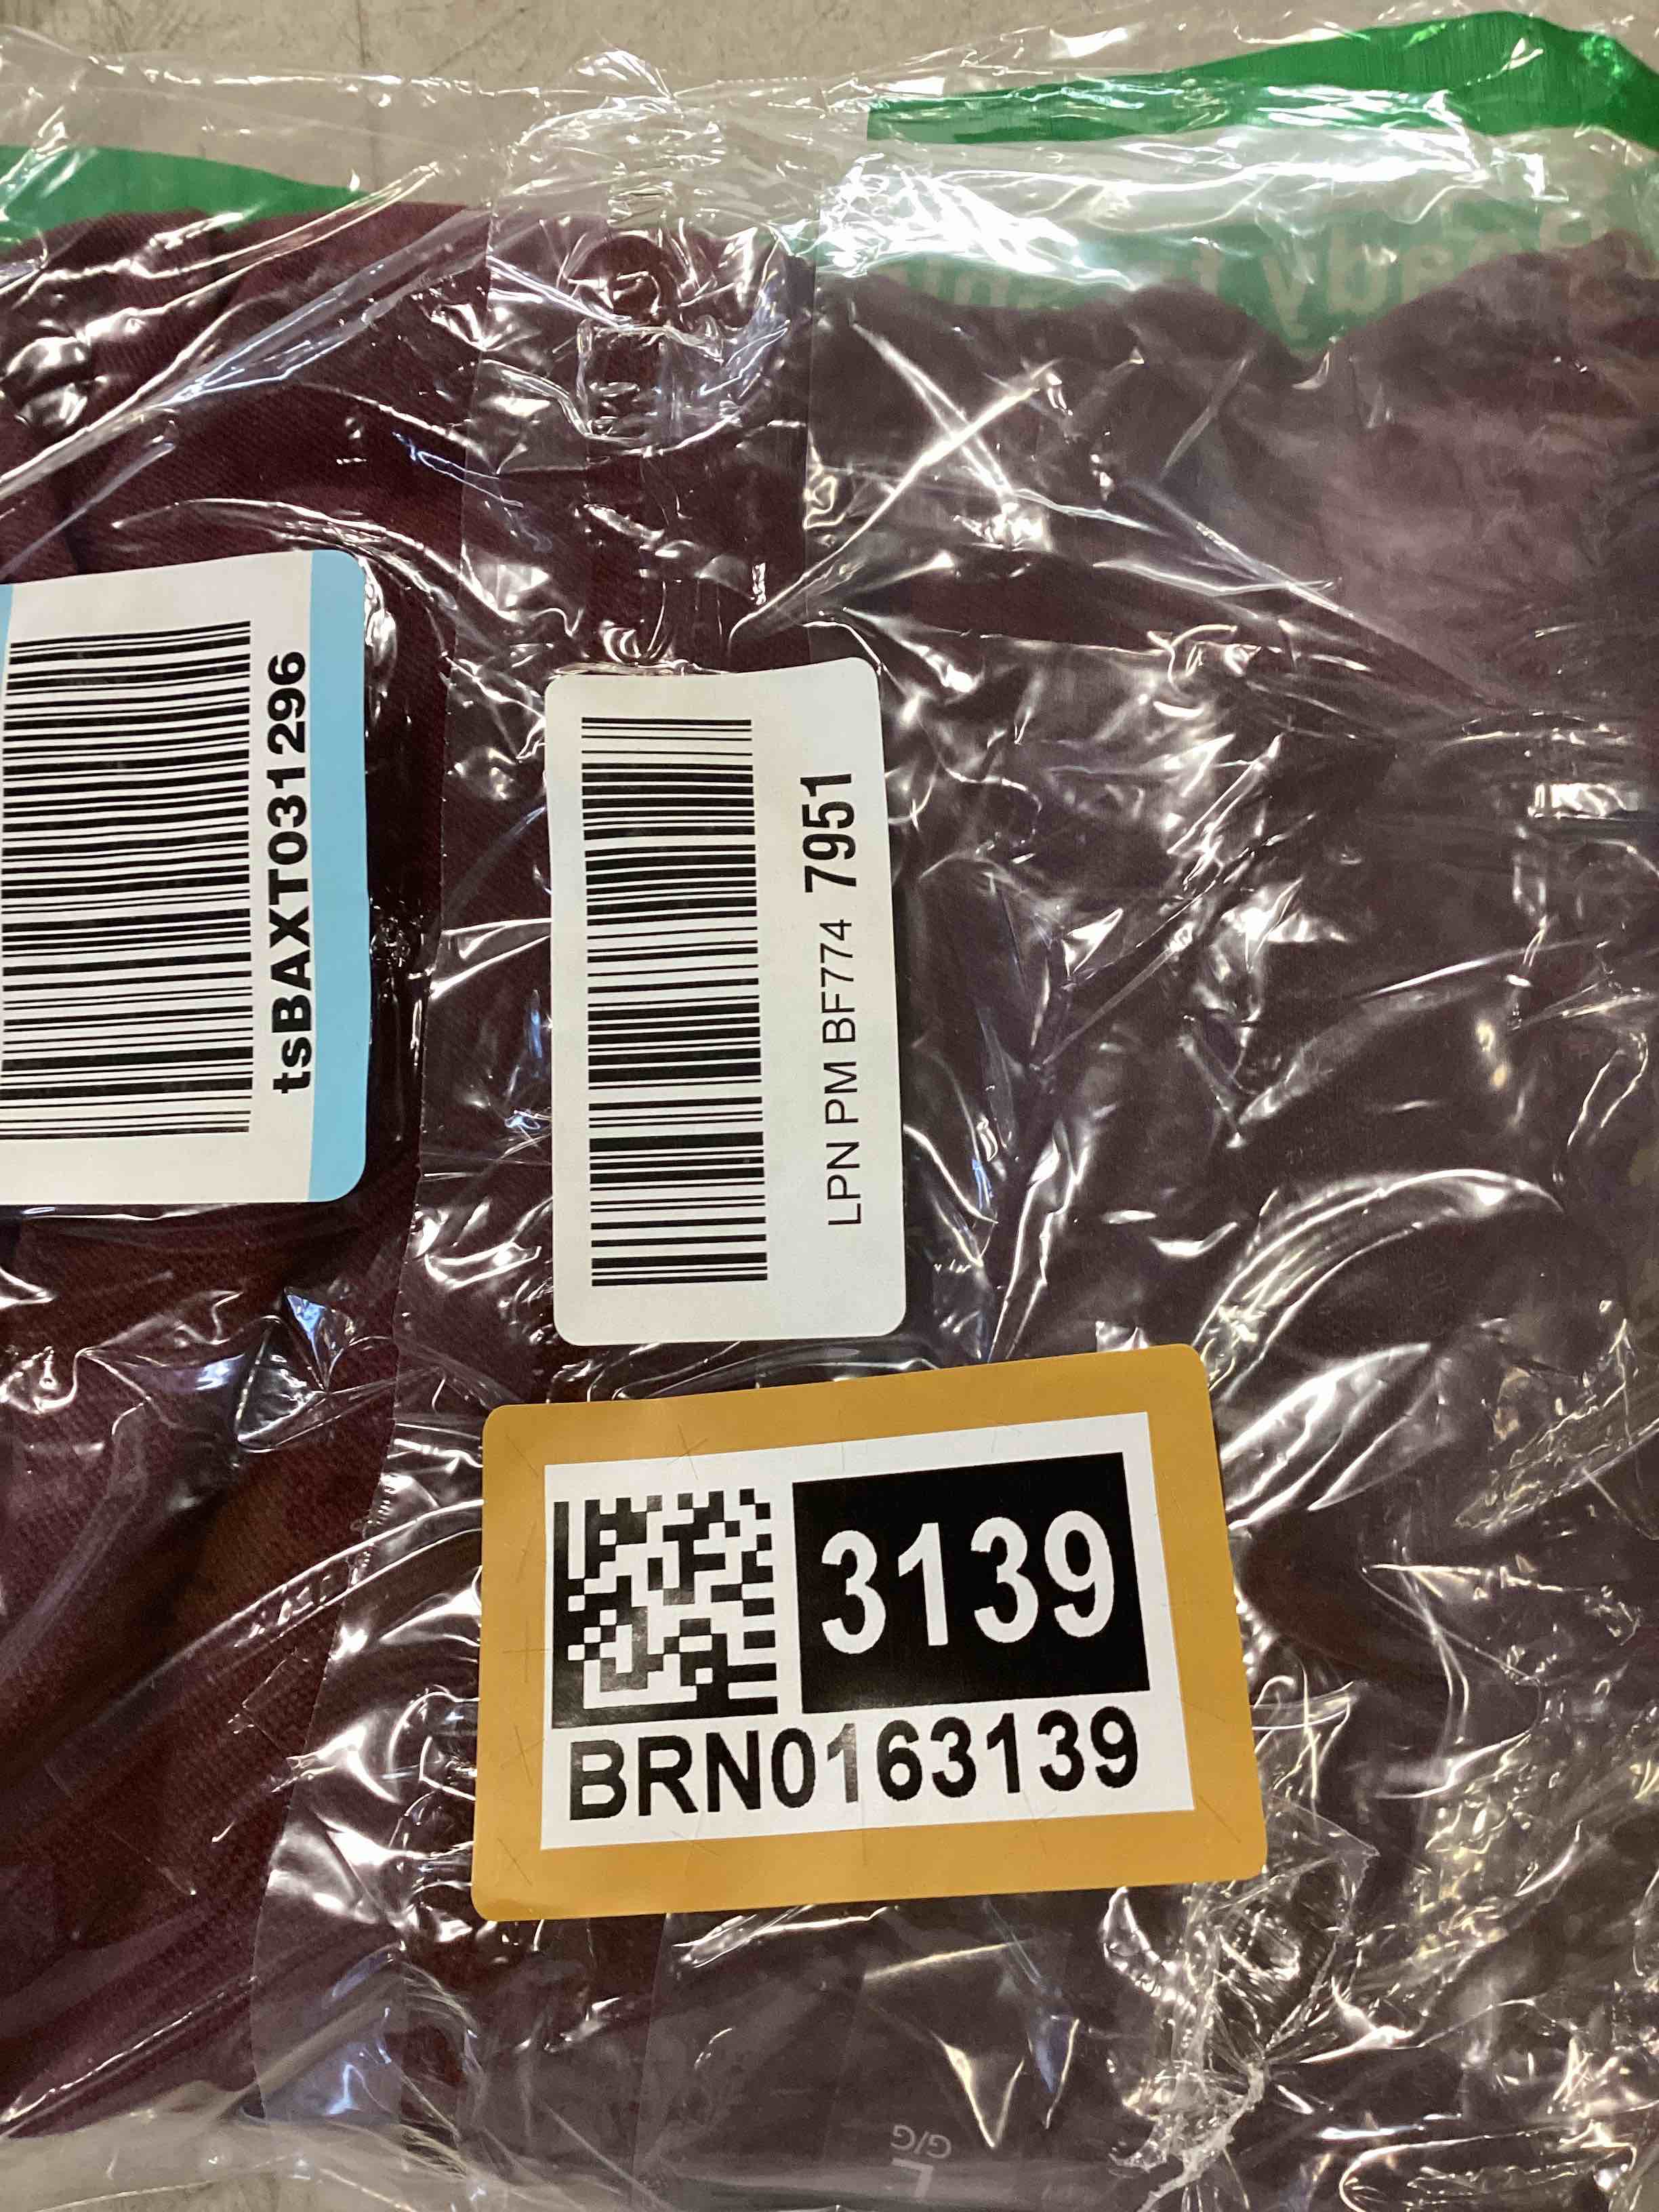 tsBAXT031296
LPN PM BF774 7951
3139
BRN0163139
L
G/G